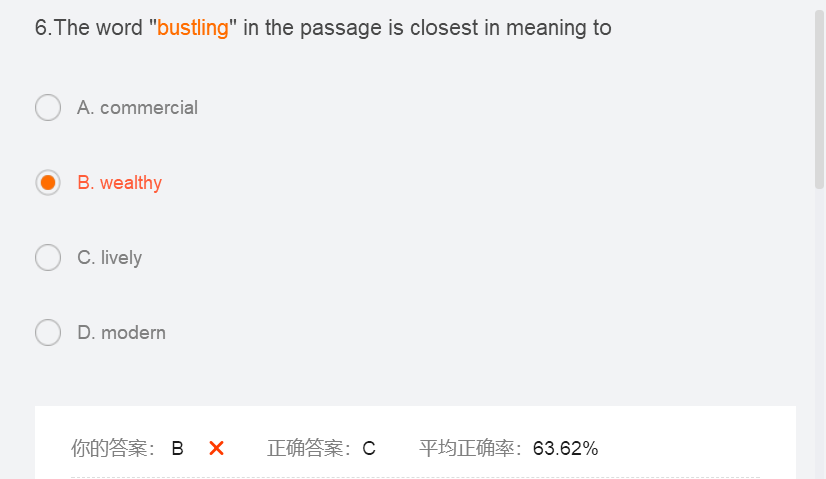 6.The word "bustling" in the passage is closest in meaning to
A. commercial
B. wealthy
C. lively
D. modern
你的答案： B ✕ 正确答案：C 平均正确率：63.62%